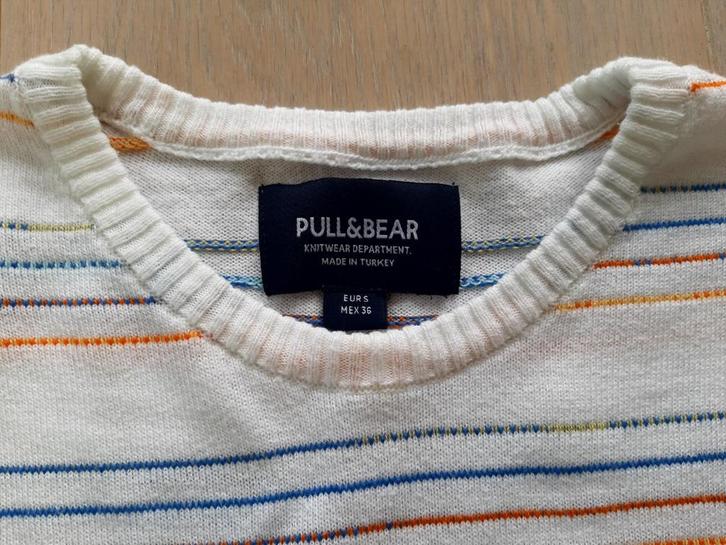 PULL&BEAR
KNITWEAR DEPARTMENT.
MADE IN TURKEY
EUR S
MEX 36